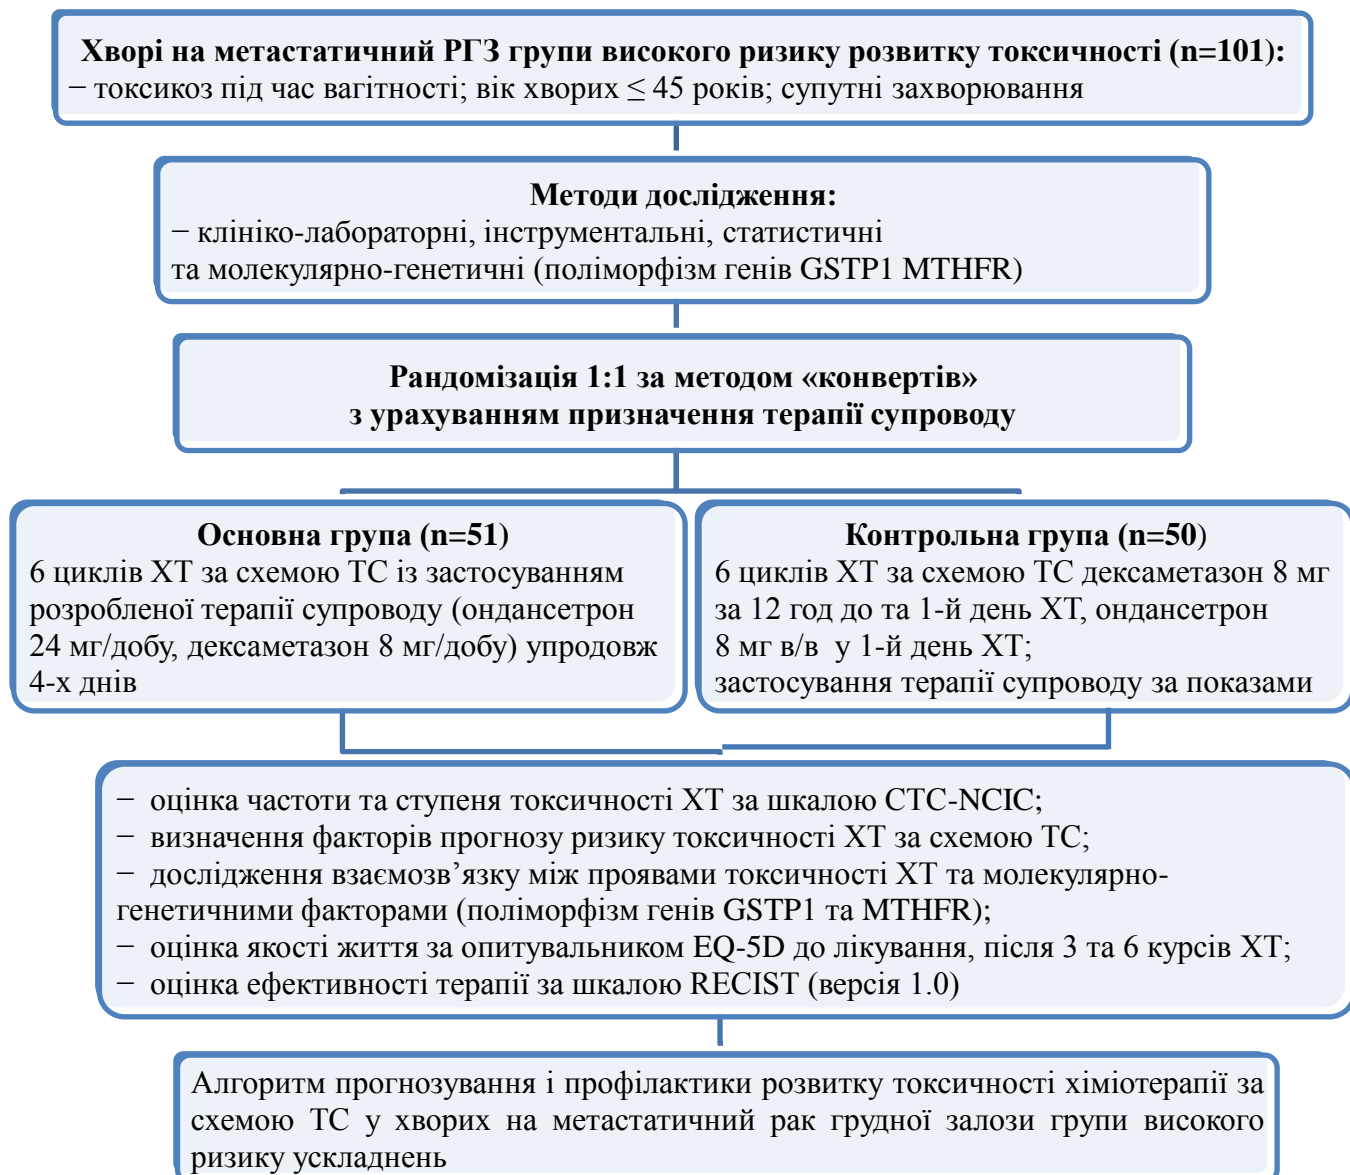 Хворі на метастатичний РГЗ групи високого ризику розвитку токсичності (n=101):
− токсикоз під час вагітності; вік хворих ≤ 45 років; супутні захворювання
Методи дослідження:
− клініко-лабораторні, інструментальні, статистичні
та молекулярно-генетичні (поліморфізм генів GSTP1 MTHFR)
Рандомізація 1:1 за методом «конвертів»
з урахуванням призначення терапії супроводу
Основна група (n=51)
6 циклів ХТ за схемою ТС із застосуванням
розробленої терапії супроводу (ондансетрон
24 мг/добу, дексаметазон 8 мг/добу) упродовж
4-х днів
Контрольна група (n=50)
6 циклів ХТ за схемою ТС дексаметазон 8 мг
за 12 год до та 1-й день ХТ, ондансетрон
8 мг в/в у 1-й день ХТ;
застосування терапії супроводу за показами
− оцінка частоти та ступеня токсичності ХТ за шкалою CTC-NCIC;
− визначення факторів прогнозу ризику токсичності ХТ за схемою ТС;
− дослідження взаємозв’язку між проявами токсичності ХТ та молекулярно-
генетичними факторами (поліморфізм генів GSTP1 та MTHFR);
− оцінка якості життя за опитувальником EQ-5D до лікування, після 3 та 6 курсів ХТ;
− оцінка ефективності терапії за шкалою RECIST (версія 1.0)
Алгоритм прогнозування і профілактики розвитку токсичності хіміотерапії за
схемою ТС у хворих на метастатичний рак грудної залози групи високого
ризику ускладнень